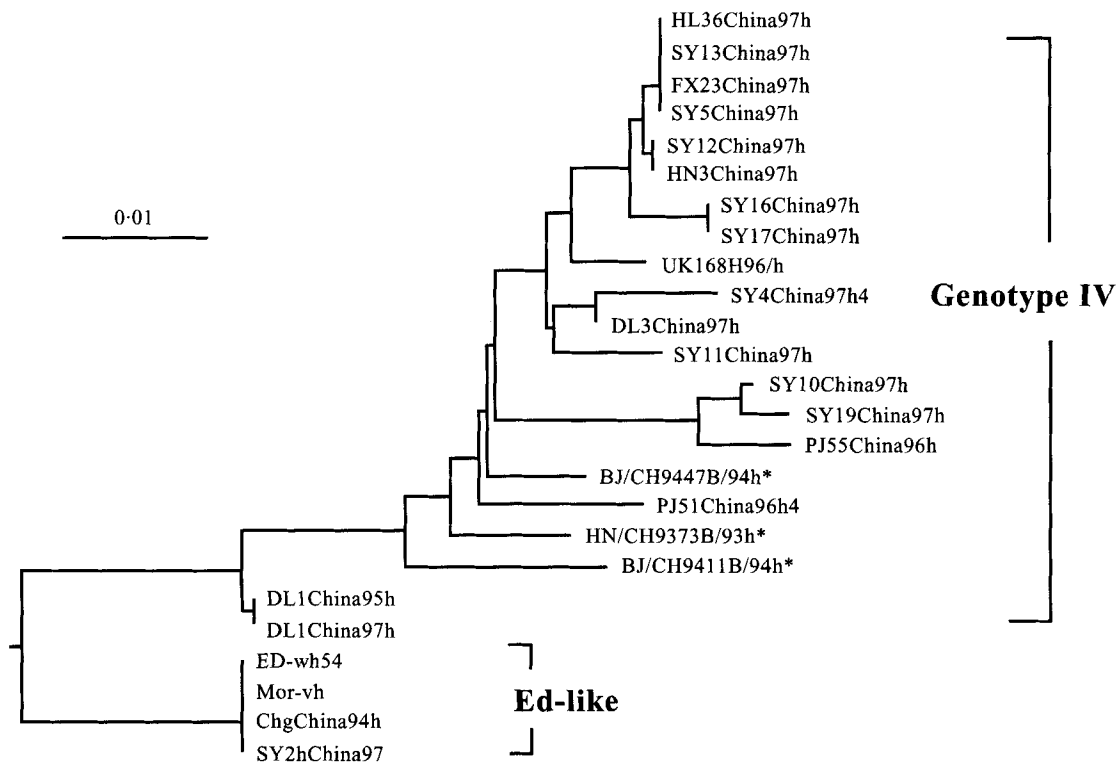 HL36China97h
SY13China97h
FX23China97h
SY5China97h
SY12China97h
HN3China97h
0·01
SY16China97h
SY17China97h
UK168H96/h
SY4China97h4
Genotype IV
DL3China97h
SY11China97h
SY10China97h
SY19China97h
PJ55China96h
BJ/CH9447B/94h*
PJ51China96h4
HN/CH9373B/93h*
BJ/CH9411B/94h*
DL1China95h
DL1China97h
ED-wh54
Mor-vh
Ed-like
ChgChina94h
SY2hChina97